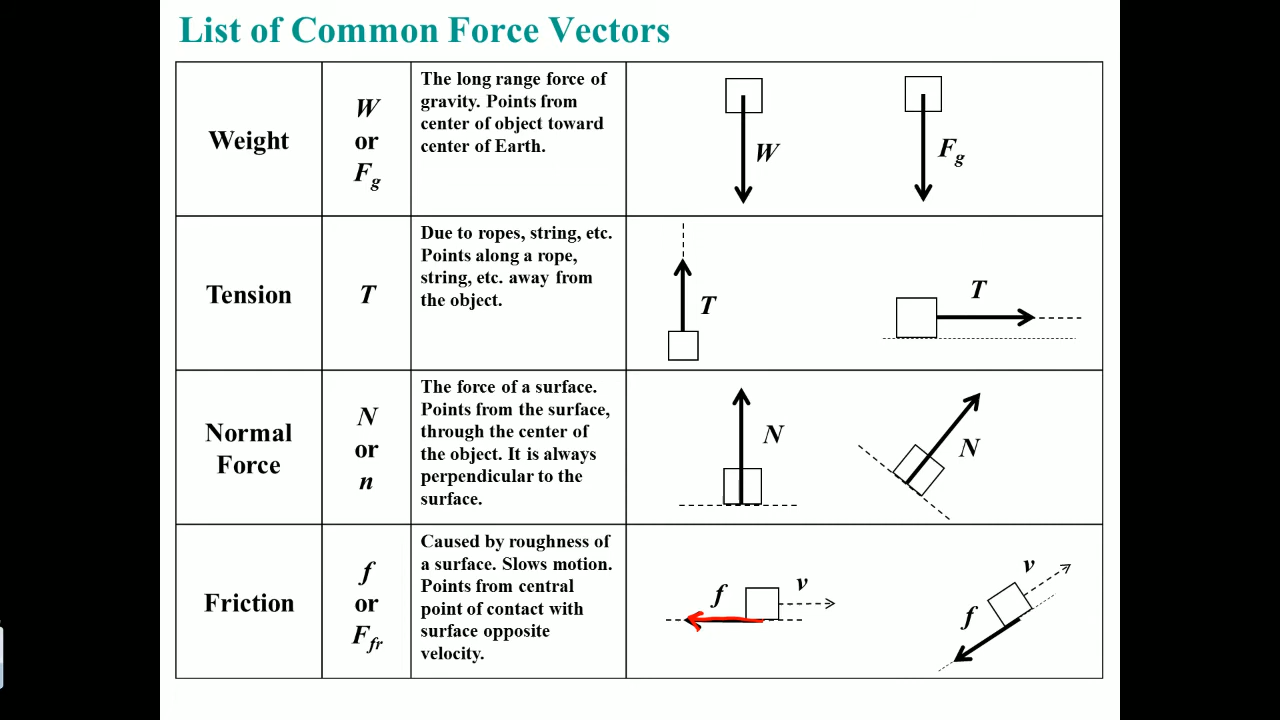 List of Common Force Vectors
Weight
W
or
Fg
The long range force of
gravity. Points from
center of object toward
center of Earth.
W
Fg
Tension
T
Due to ropes, string, etc.
Points along a rope,
string, etc. away from
the object.
T
T
Normal
Force
N
or
n
The force of a surface.
Points from the surface,
through the center of
the object. It is always
perpendicular to the
surface.
N
N
Friction
f
or
Ffr
Caused by roughness of
a surface. Slows motion.
Points from central
point of contact with
surface opposite
velocity.
f
v
f
v